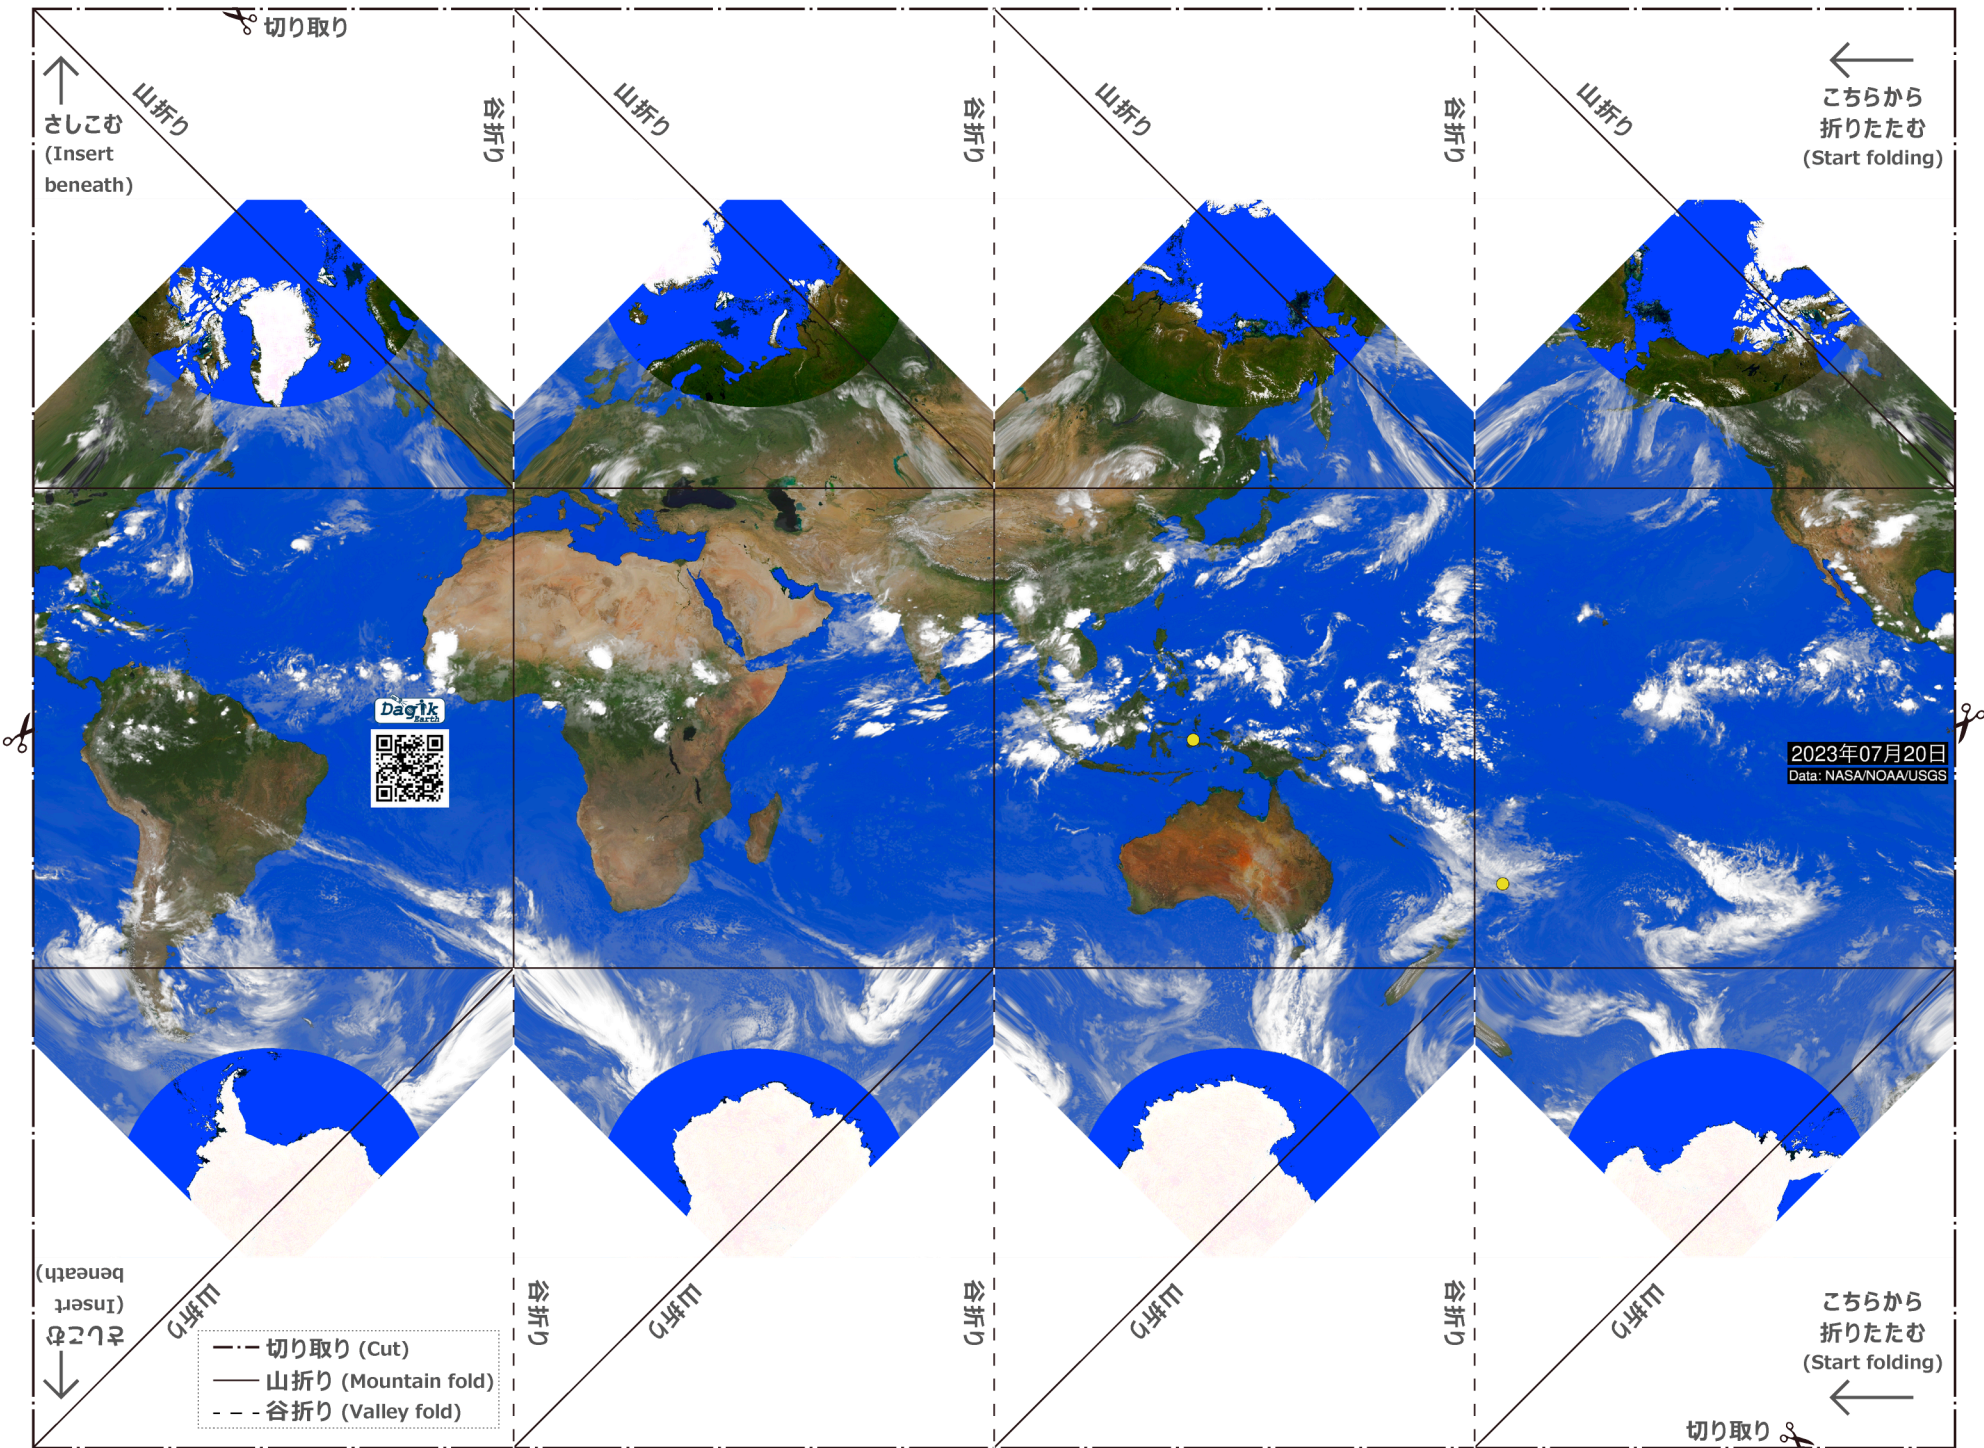 切り取り
山折り
谷折り
山折り
谷折り
山折り
谷折り
山折り
さしこむ
(Insert
beneath)
こちらから
折りたたむ
(Start folding)
Dagik
Earth
2023年07月20日
Data: NASA/NOAA/USGS
さしこむ
(Insert
beneath)
山折り
谷折り
山折り
谷折り
山折り
谷折り
山折り
こちらから
折りたたむ
(Start folding)
切り取り (Cut)
山折り (Mountain fold)
谷折り (Valley fold)
切り取り